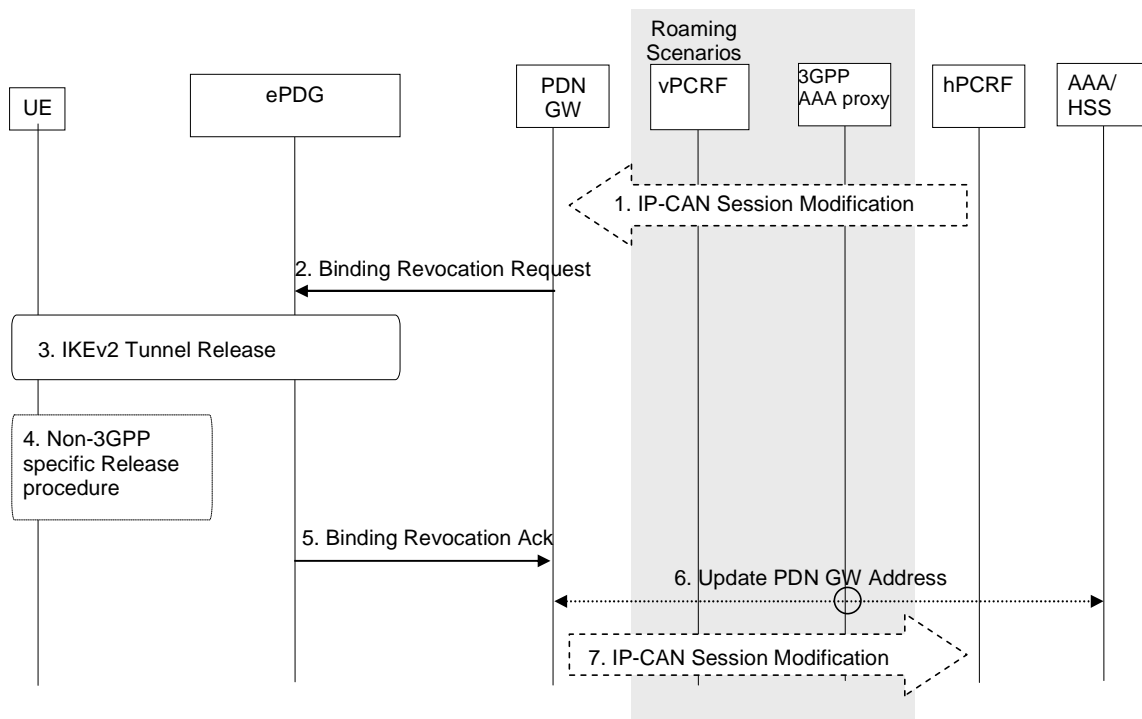 Roaming
Scenarios
UE
ePDG
PDN
GW
vPCRF
3GPP
AAA proxy
hPCRF
AAA/
HSS
1. IP-CAN Session Modification
2. Binding Revocation Request
3. IKEv2 Tunnel Release
4. Non-3GPP
specific Release
procedure
5. Binding Revocation Ack
6. Update PDN GW Address
7. IP-CAN Session Modification